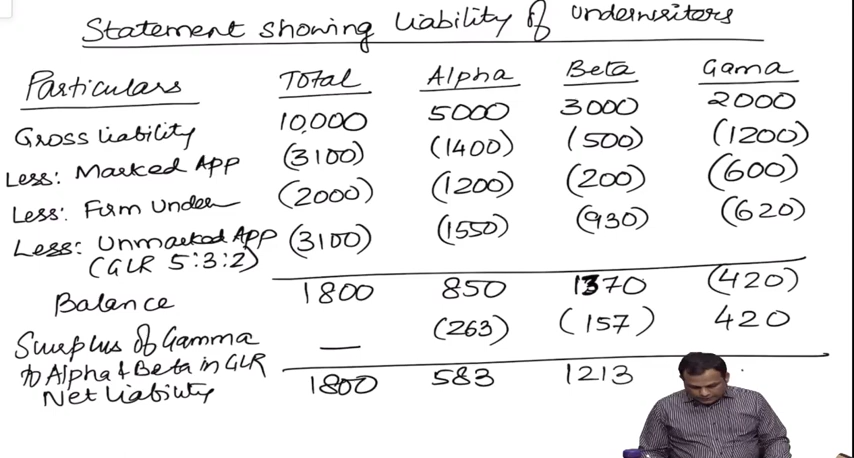 Statement showing Liability of Underwriters
Particulars Total Alpha Beta Gama
Gross Liability 10,000 5000 3000 2000
Less: Marked App (3100) (1400) (500) (1200)
Less: Firm Under (2000) (1200) (200) (600)
Less: Unmarked App (3100) (1550) (930) (620)
(GLR 5:3:2)
Balance 1800 850 1370 (420)
Surplus of Gamma — (263) (157) 420
to Alpha & Beta in GLR
Net Liability 1800 583 1213